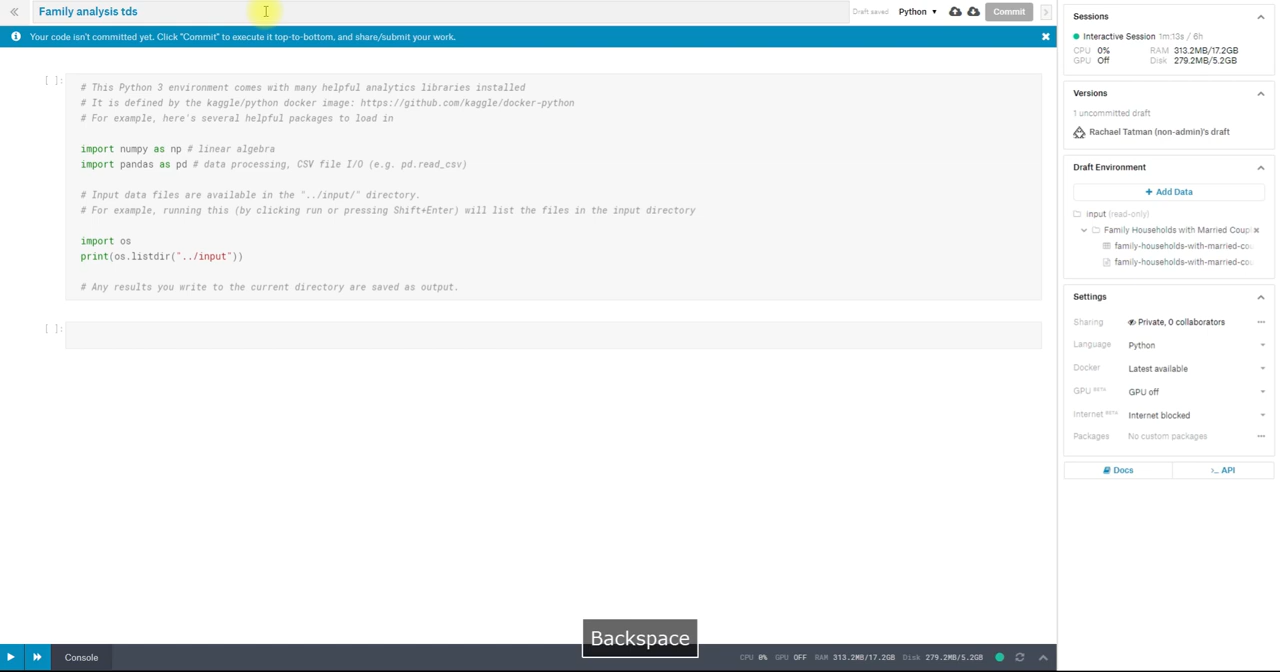 Family analysis tds
Draft saved
Python
Commit
Your code isn't committed yet. Click "Commit" to execute it top-to-bottom, and share/submit your work.
[ ]:
# This Python 3 environment comes with many helpful analytics libraries installed
# It is defined by the kaggle/python docker image: https://github.com/kaggle/docker-python
# For example, here's several helpful packages to load in
import numpy as np # linear algebra
import pandas as pd # data processing, CSV file I/O (e.g. pd.read_csv)
# Input data files are available in the "../input/" directory.
# For example, running this (by clicking run or pressing Shift+Enter) will list the files in the input directory
import os
print(os.listdir("../input"))
# Any results you write to the current directory are saved as output.
[ ]:
Backspace
Console
CPU 0% GPU OFF RAM 313.2MB/17.2GB Disk 279.2MB/5.2GB
Sessions
Interactive Session 1m:13s / 6h
CPU 0% RAM 313.2MB/17.2GB
GPU Off Disk 279.2MB/5.2GB
Versions
1 uncommitted draft
Rachael Tatman (non-admin)'s draft
Draft Environment
+ Add Data
input (read-only)
Family Households with Married Coupl
family-households-with-married-cou
family-households-with-married-cou
Settings
Sharing Private, 0 collaborators
Language Python
Docker Latest available
GPU BETA GPU off
Internet BETA Internet blocked
Packages No custom packages
Docs
>_ API